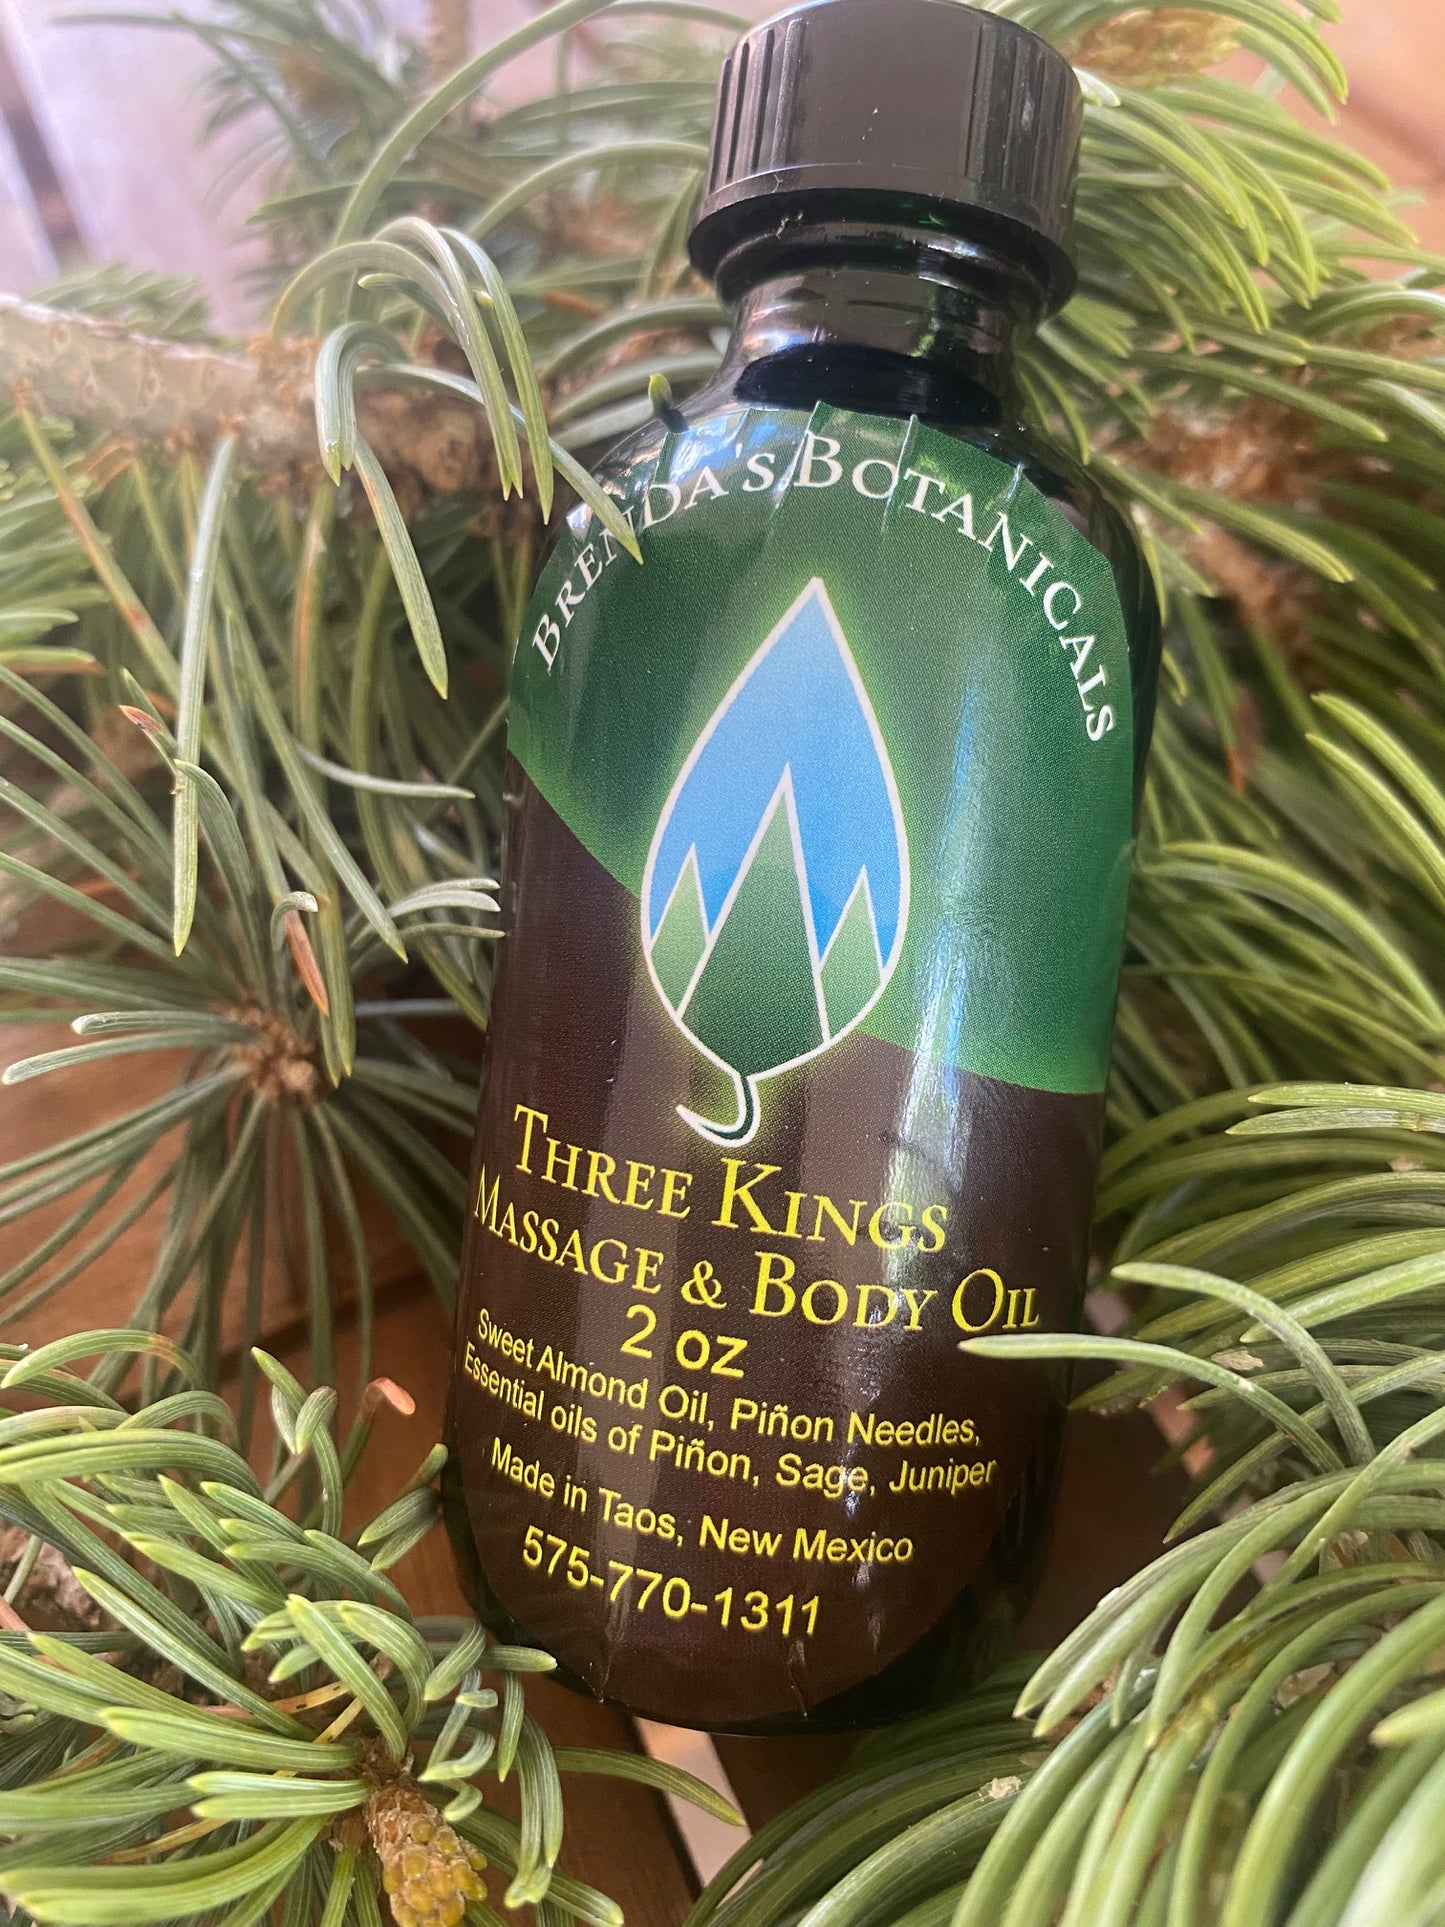 Brenda's Botanicals
Three Kings
Massage & Body Oil
2 oz
Sweet Almond Oil, Piñon Needles,
Essential oils of Piñon, Sage, Juniper
Made in Taos, New Mexico
575-770-1311